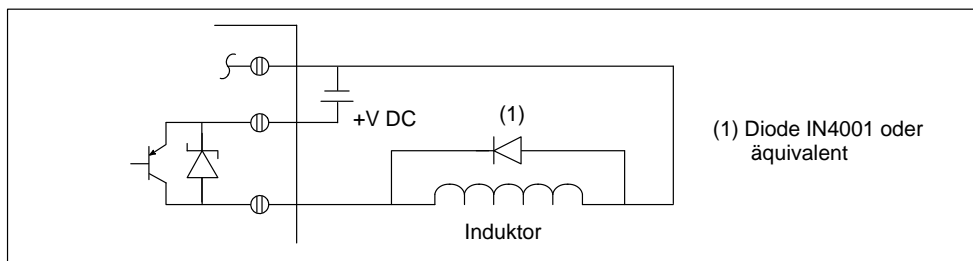 +V DC
(1)
(1) Diode IN4001 oder
äquivalent
Induktor